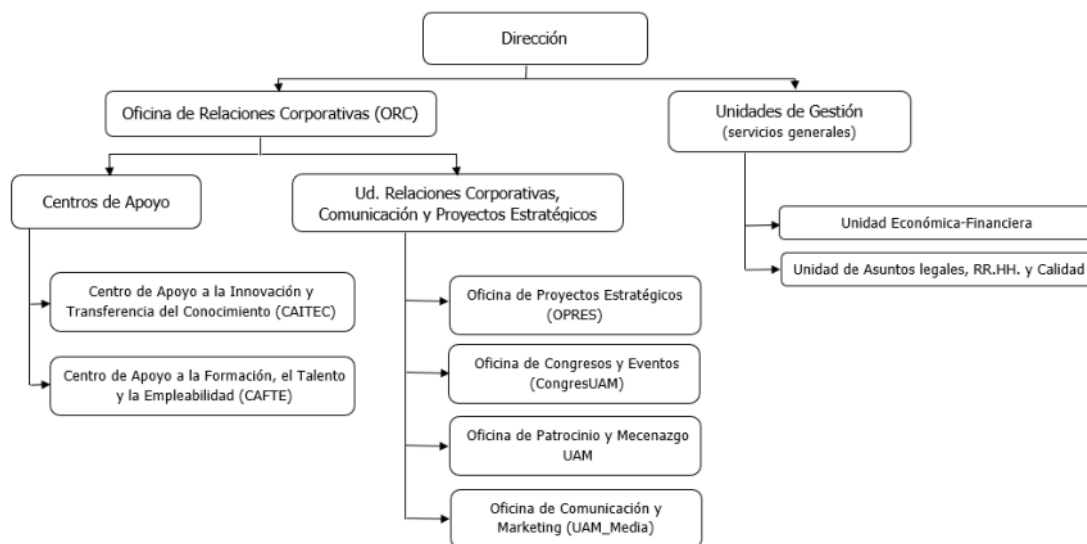 Dirección
Oficina de Relaciones Corporativas (ORC)
Unidades de Gestión
(servicios generales)
Centros de Apoyo
Ud. Relaciones Corporativas,
Comunicación y Proyectos Estratégicos
Unidad Económica-Financiera
Unidad de Asuntos legales, RR.HH. y Calidad
Centro de Apoyo a la Innovación y
Transferencia del Conocimiento (CAITEC)
Centro de Apoyo a la Formación, el Talento
y la Empleabilidad (CAFTE)
Oficina de Proyectos Estratégicos
(OPRES)
Oficina de Congresos y Eventos
(CongresUAM)
Oficina de Patrocinio y Mecenazgo
UAM
Oficina de Comunicación y
Marketing (UAM_Media)